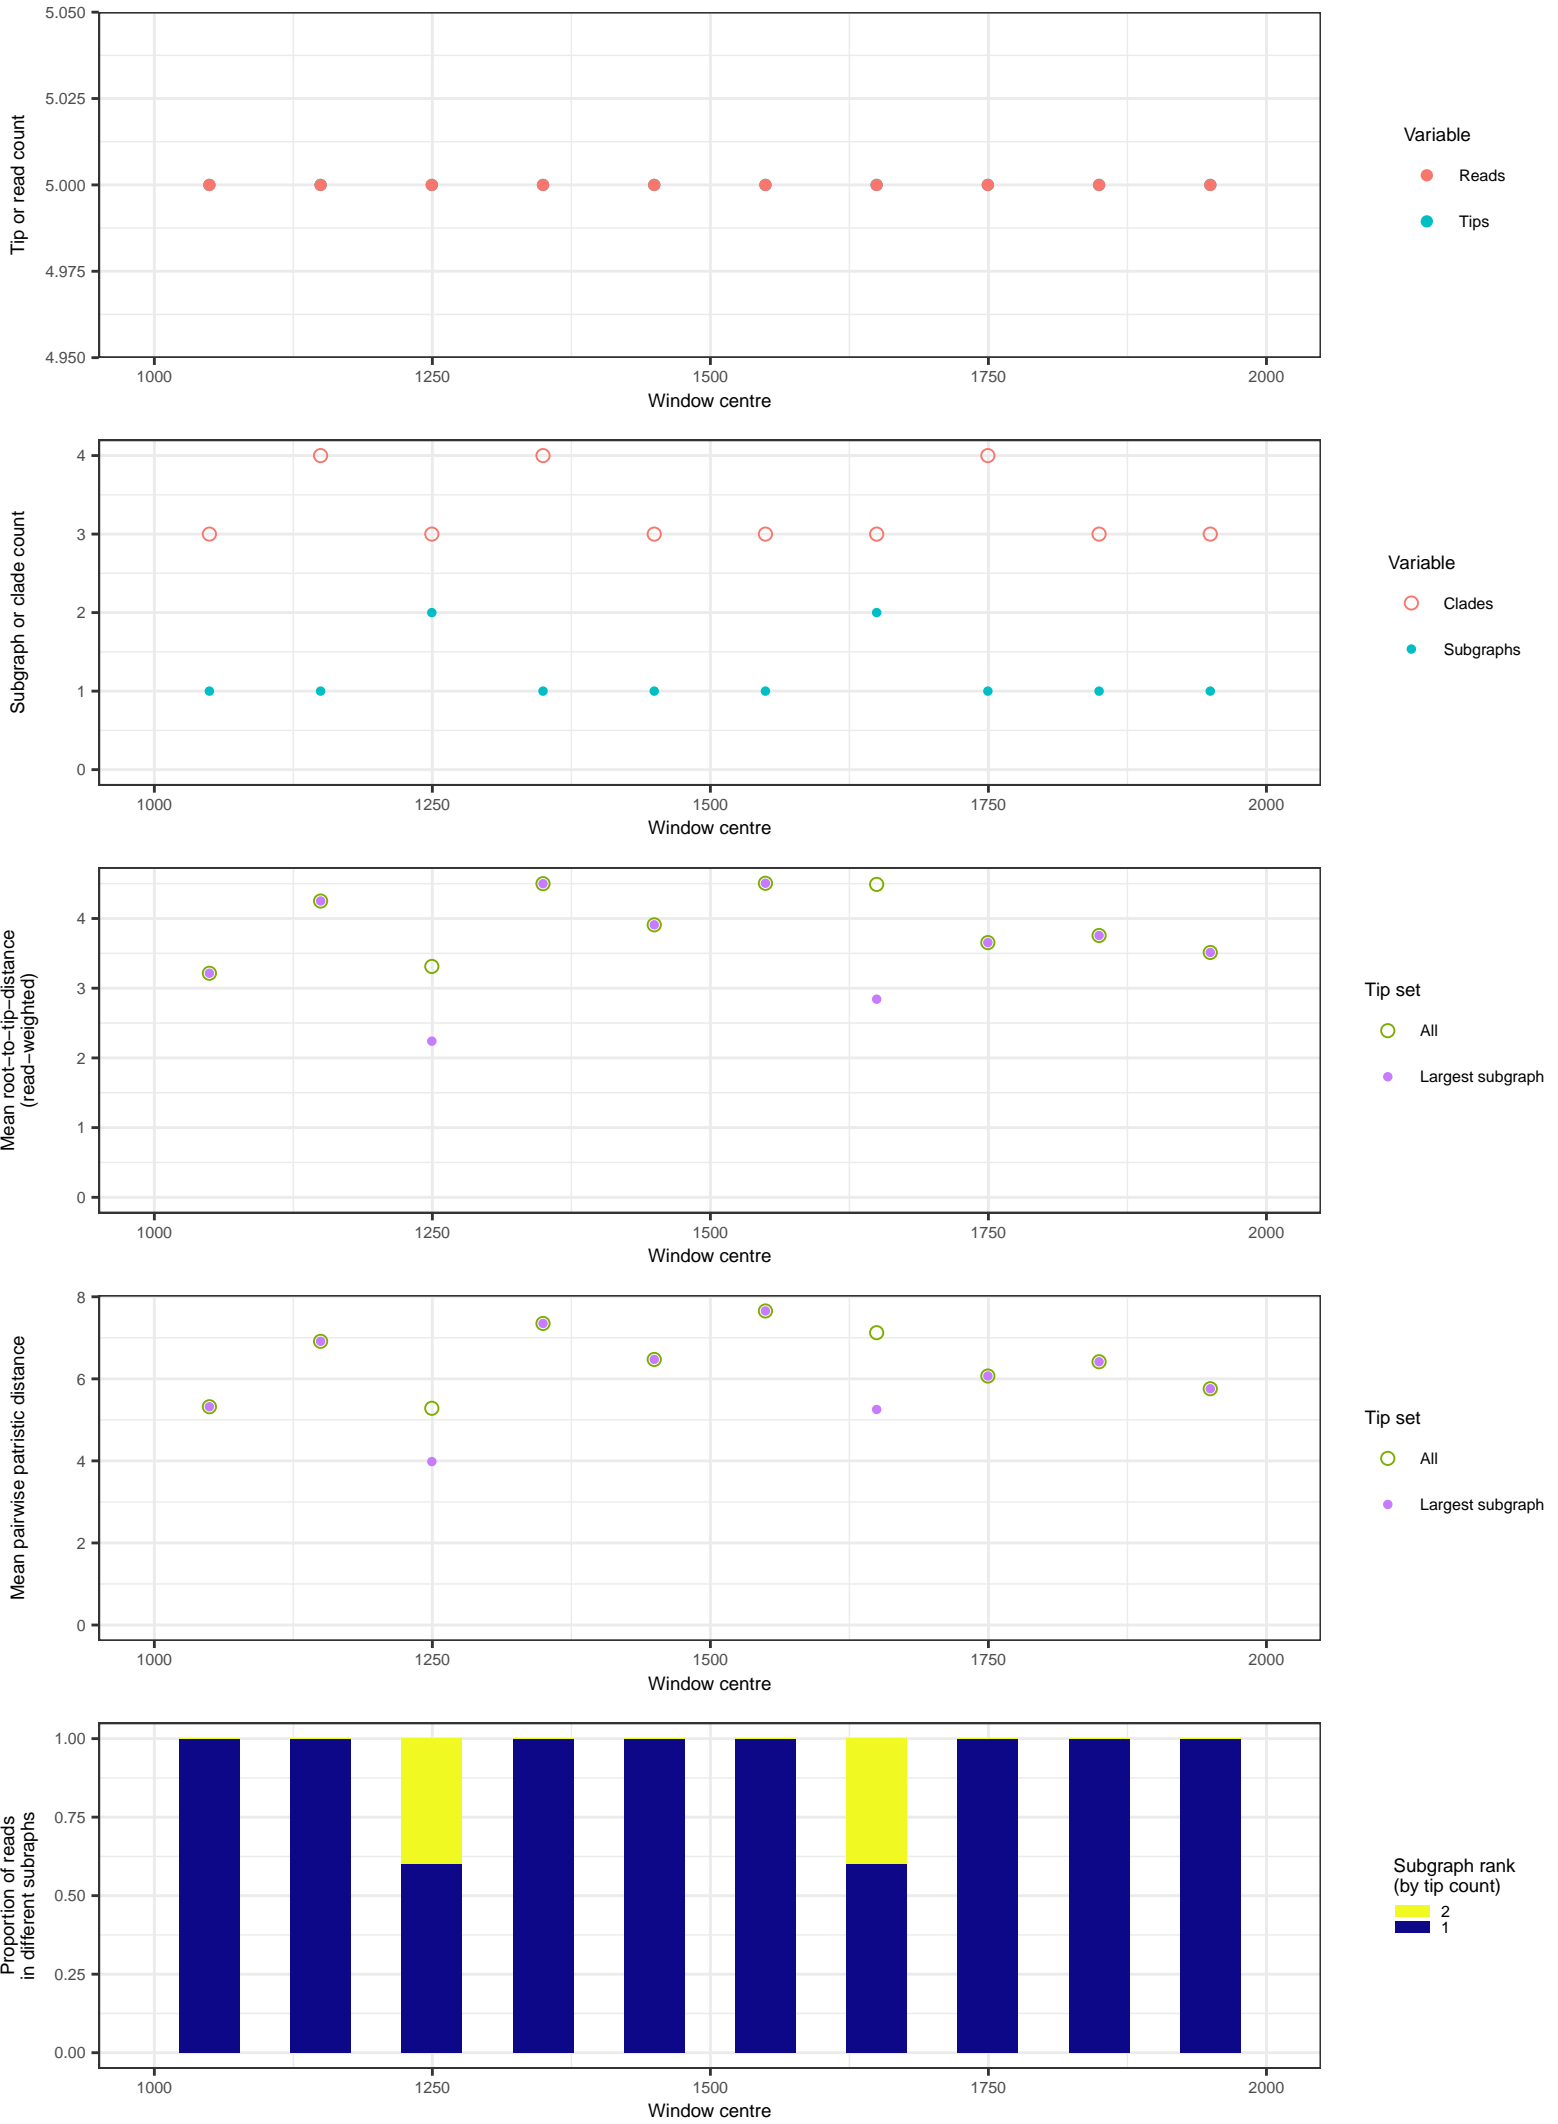 5.050
5.025
5.000
4.975
4.950
Tip or read count
1000 1250 1500 1750 2000
Window centre
Variable
Reads
Tips
4
3
2
1
0
Subgraph or clade count
1000 1250 1500 1750 2000
Window centre
Variable
Clades
Subgraphs
4
3
2
1
0
Mean root−to−tip−distance
(read−weighted)
1000 1250 1500 1750 2000
Window centre
Tip set
All
Largest subgraph
8
6
4
2
0
Mean pairwise patristic distance
1000 1250 1500 1750 2000
Window centre
Tip set
All
Largest subgraph
1.00
0.75
0.50
0.25
0.00
Proportion of reads
in different subraphs
1000 1250 1500 1750 2000
Window centre
Subgraph rank
(by tip count)
2
1